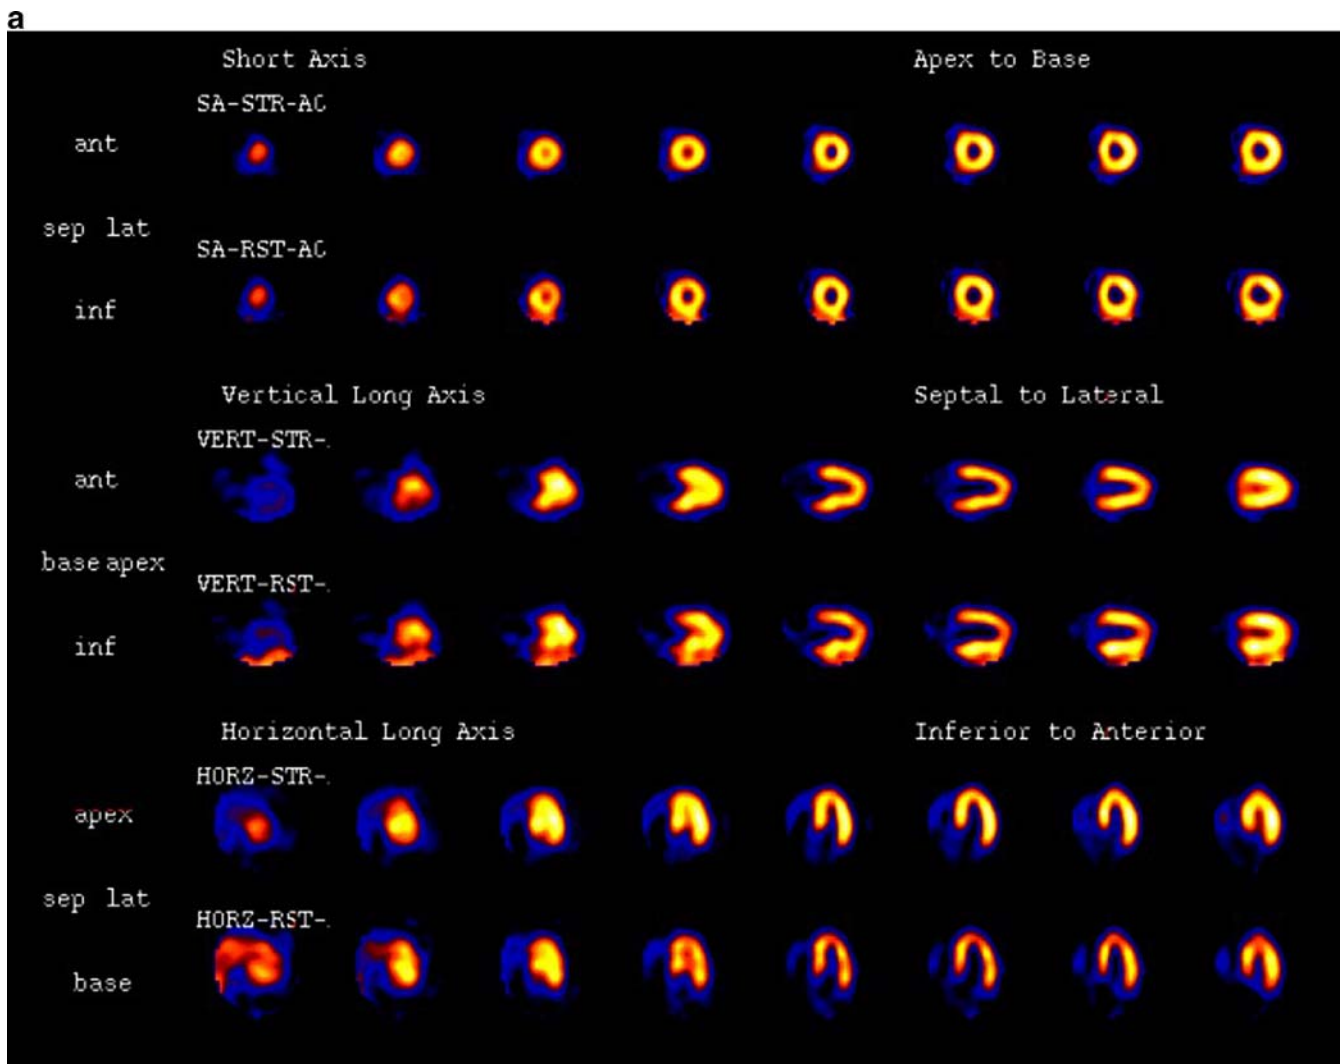 a
Short Axis Apex to Base
SA-STR-AC
ant
sep lat
SA-RST-AC
inf
Vertical Long Axis Septal to Lateral
VERT-STR-.
ant
base apex
VERT-RST-.
inf
Horizontal Long Axis Inferior to Anterior
HORZ-STR-.
apex
sep lat
HORZ-RST-.
base